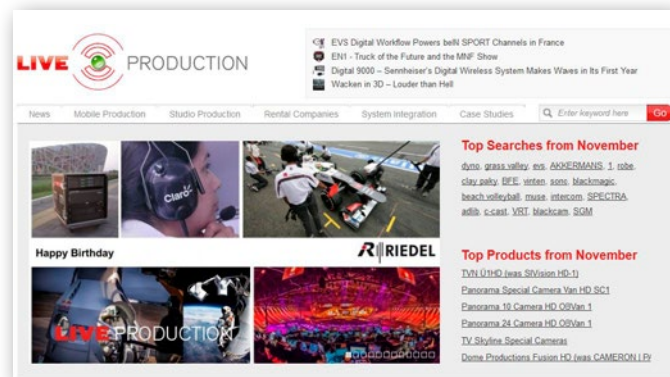 LIVE PRODUCTION
EVS Digital Workflow Powers beIN SPORT Channels in France
EN1 - Truck of the Future and the MNF Show
Digital 9000 – Sennheiser's Digital Wireless System Makes Waves in Its First Year
Wacken in 3D – Louder than Hell
News Mobile Production Studio Production Rental Companies System Integration Case Studies Enter keyword here Go
Claro
Happy Birthday RIEDEL
LIVE PRODUCTION
Top Searches from November
dyno, grass valley, evs, AKKERMANS, 1, robe,
clay paky, BFE, vinten, sono, blackmagic,
beach volleyball, muse, intercom, SPECTRA,
adlib, c-cast, VRT, blackcam, SGM
Top Products from November
TVN Ü1HD (was SIVision HD-1)
Panorama Special Camera Van HD SC1
Panorama 10 Camera HD OBVan 1
Panorama 24 Camera HD OBVan 1
TV Skyline Special Cameras
Dome Productions Fusion HD (was CAMERON |